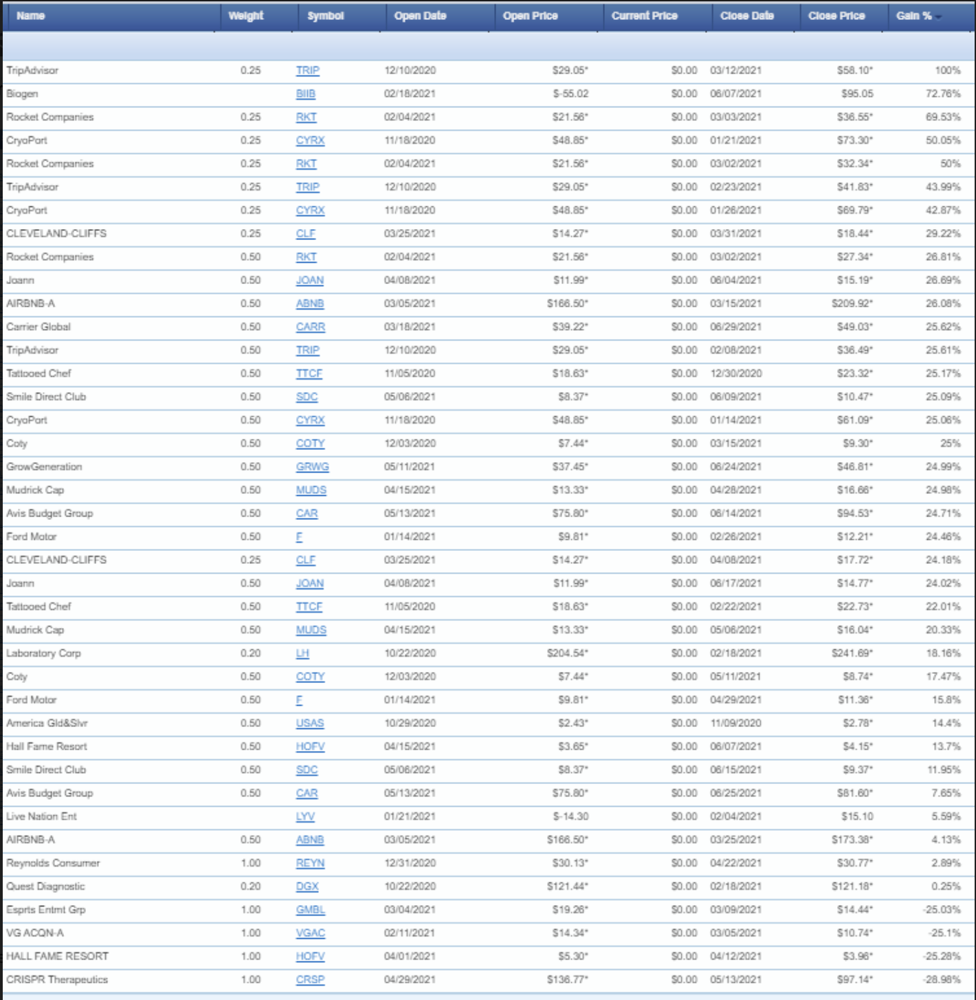 Name Weight Symbol Open Date Open Price Current Price Close Date Close Price Gain %
TripAdvisor 0.25 TRIP 12/10/2020 $29.05* $0.00 03/12/2021 $58.10* 100%
Biogen BIIB 02/18/2021 $-55.02 $0.00 06/07/2021 $95.05 72.76%
Rocket Companies 0.25 RKT 02/04/2021 $21.56* $0.00 03/03/2021 $36.55* 69.53%
CryoPort 0.25 CYRX 11/18/2020 $48.85* $0.00 01/21/2021 $73.30* 50.05%
Rocket Companies 0.25 RKT 02/04/2021 $21.56* $0.00 03/02/2021 $32.34* 50%
TripAdvisor 0.25 TRIP 12/10/2020 $29.05* $0.00 02/23/2021 $41.83* 43.99%
CryoPort 0.25 CYRX 11/18/2020 $48.85* $0.00 01/26/2021 $69.79* 42.87%
CLEVELAND-CLIFFS 0.25 CLF 03/25/2021 $14.27* $0.00 03/31/2021 $18.44* 29.22%
Rocket Companies 0.50 RKT 02/04/2021 $21.56* $0.00 03/02/2021 $27.34* 26.81%
Joann 0.50 JOAN 04/08/2021 $11.99* $0.00 06/04/2021 $15.19* 26.69%
AIRBNB-A 0.50 ABNB 03/05/2021 $166.50* $0.00 03/15/2021 $209.92* 26.08%
Carrier Global 0.50 CARR 03/18/2021 $39.22* $0.00 06/29/2021 $49.03* 25.62%
TripAdvisor 0.50 TRIP 12/10/2020 $29.05* $0.00 02/08/2021 $36.49* 25.61%
Tattooed Chef 0.50 TTCF 11/05/2020 $18.63* $0.00 12/30/2020 $23.32* 25.17%
Smile Direct Club 0.50 SDC 05/06/2021 $8.37* $0.00 06/09/2021 $10.47* 25.09%
CryoPort 0.50 CYRX 11/18/2020 $48.85* $0.00 01/14/2021 $61.09* 25.06%
Coty 0.50 COTY 12/03/2020 $7.44* $0.00 03/15/2021 $9.30* 25%
GrowGeneration 0.50 GRWG 05/11/2021 $37.45* $0.00 06/24/2021 $46.81* 24.99%
Mudrick Cap 0.50 MUDS 04/15/2021 $13.33* $0.00 04/28/2021 $16.66* 24.98%
Avis Budget Group 0.50 CAR 05/13/2021 $75.80* $0.00 06/14/2021 $94.53* 24.71%
Ford Motor 0.50 F 01/14/2021 $9.81* $0.00 02/26/2021 $12.21* 24.46%
CLEVELAND-CLIFFS 0.25 CLF 03/25/2021 $14.27* $0.00 04/08/2021 $17.72* 24.18%
Joann 0.50 JOAN 04/08/2021 $11.99* $0.00 06/17/2021 $14.77* 24.02%
Tattooed Chef 0.50 TTCF 11/05/2020 $18.63* $0.00 02/22/2021 $22.73* 22.01%
Mudrick Cap 0.50 MUDS 04/15/2021 $13.33* $0.00 05/06/2021 $16.04* 20.33%
Laboratory Corp 0.20 LH 10/22/2020 $204.54* $0.00 02/18/2021 $241.69* 18.16%
Coty 0.50 COTY 12/03/2020 $7.44* $0.00 05/11/2021 $8.74* 17.47%
Ford Motor 0.50 F 01/14/2021 $9.81* $0.00 04/29/2021 $11.36* 15.8%
America Gld&Slvr 0.50 USAS 10/29/2020 $2.43* $0.00 11/09/2020 $2.78* 14.4%
Hall Fame Resort 0.50 HOFV 04/15/2021 $3.65* $0.00 06/07/2021 $4.15* 13.7%
Smile Direct Club 0.50 SDC 05/06/2021 $8.37* $0.00 06/15/2021 $9.37* 11.95%
Avis Budget Group 0.50 CAR 05/13/2021 $75.80* $0.00 06/25/2021 $81.60* 7.65%
Live Nation Ent LYV 01/21/2021 $-14.30 $0.00 02/04/2021 $15.10 5.59%
AIRBNB-A 0.50 ABNB 03/05/2021 $166.50* $0.00 03/25/2021 $173.38* 4.13%
Reynolds Consumer 1.00 REYN 12/31/2020 $30.13* $0.00 04/22/2021 $30.77* 2.89%
Quest Diagnostic 0.20 DGX 10/22/2020 $121.44* $0.00 02/18/2021 $121.18* 0.25%
Esprts Entmt Grp 1.00 GMBL 03/04/2021 $19.26* $0.00 03/09/2021 $14.44* -25.03%
VG ACQN-A 1.00 VGAC 02/11/2021 $14.34* $0.00 03/05/2021 $10.74* -25.1%
HALL FAME RESORT 1.00 HOFV 04/01/2021 $5.30* $0.00 04/12/2021 $3.96* -25.28%
CRISPR Therapeutics 1.00 CRSP 04/29/2021 $136.77* $0.00 05/13/2021 $97.14* -28.98%